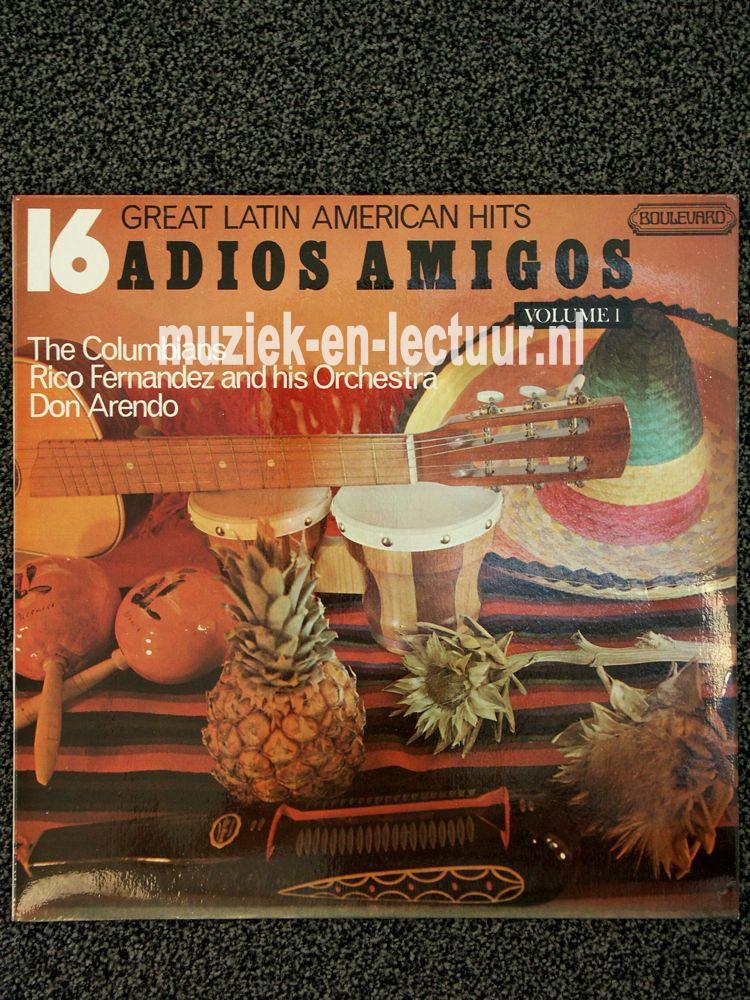 16 GREAT LATIN AMERICAN HITS
BOULEVARD
ADIOS AMIGOS
VOLUME 1
muziek-en-lectuur.nl
The Columbians
Rico Fernandez and his Orchestra
Don Arendo